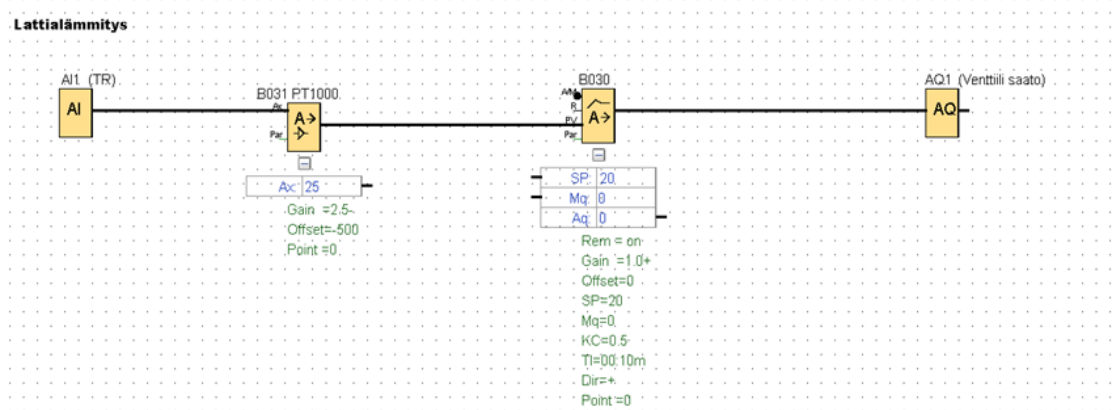 Lattialämmitys
AI1 (TR)
B031 PT1000
B030
AQ1 (Venttiili saato)
AI
Ax
Par
A→
A/M
R
PV
Par
A→
AQ
Ax: 25
Gain =2.5-
Offset=-500
Point =0
SP: 20
Mq: 0
Aq: 0
Rem = on
Gain =1.0+
Offset=0
SP=20
Mq=0
KC=0.5
TI=00:10m
Dir=+
Point =0